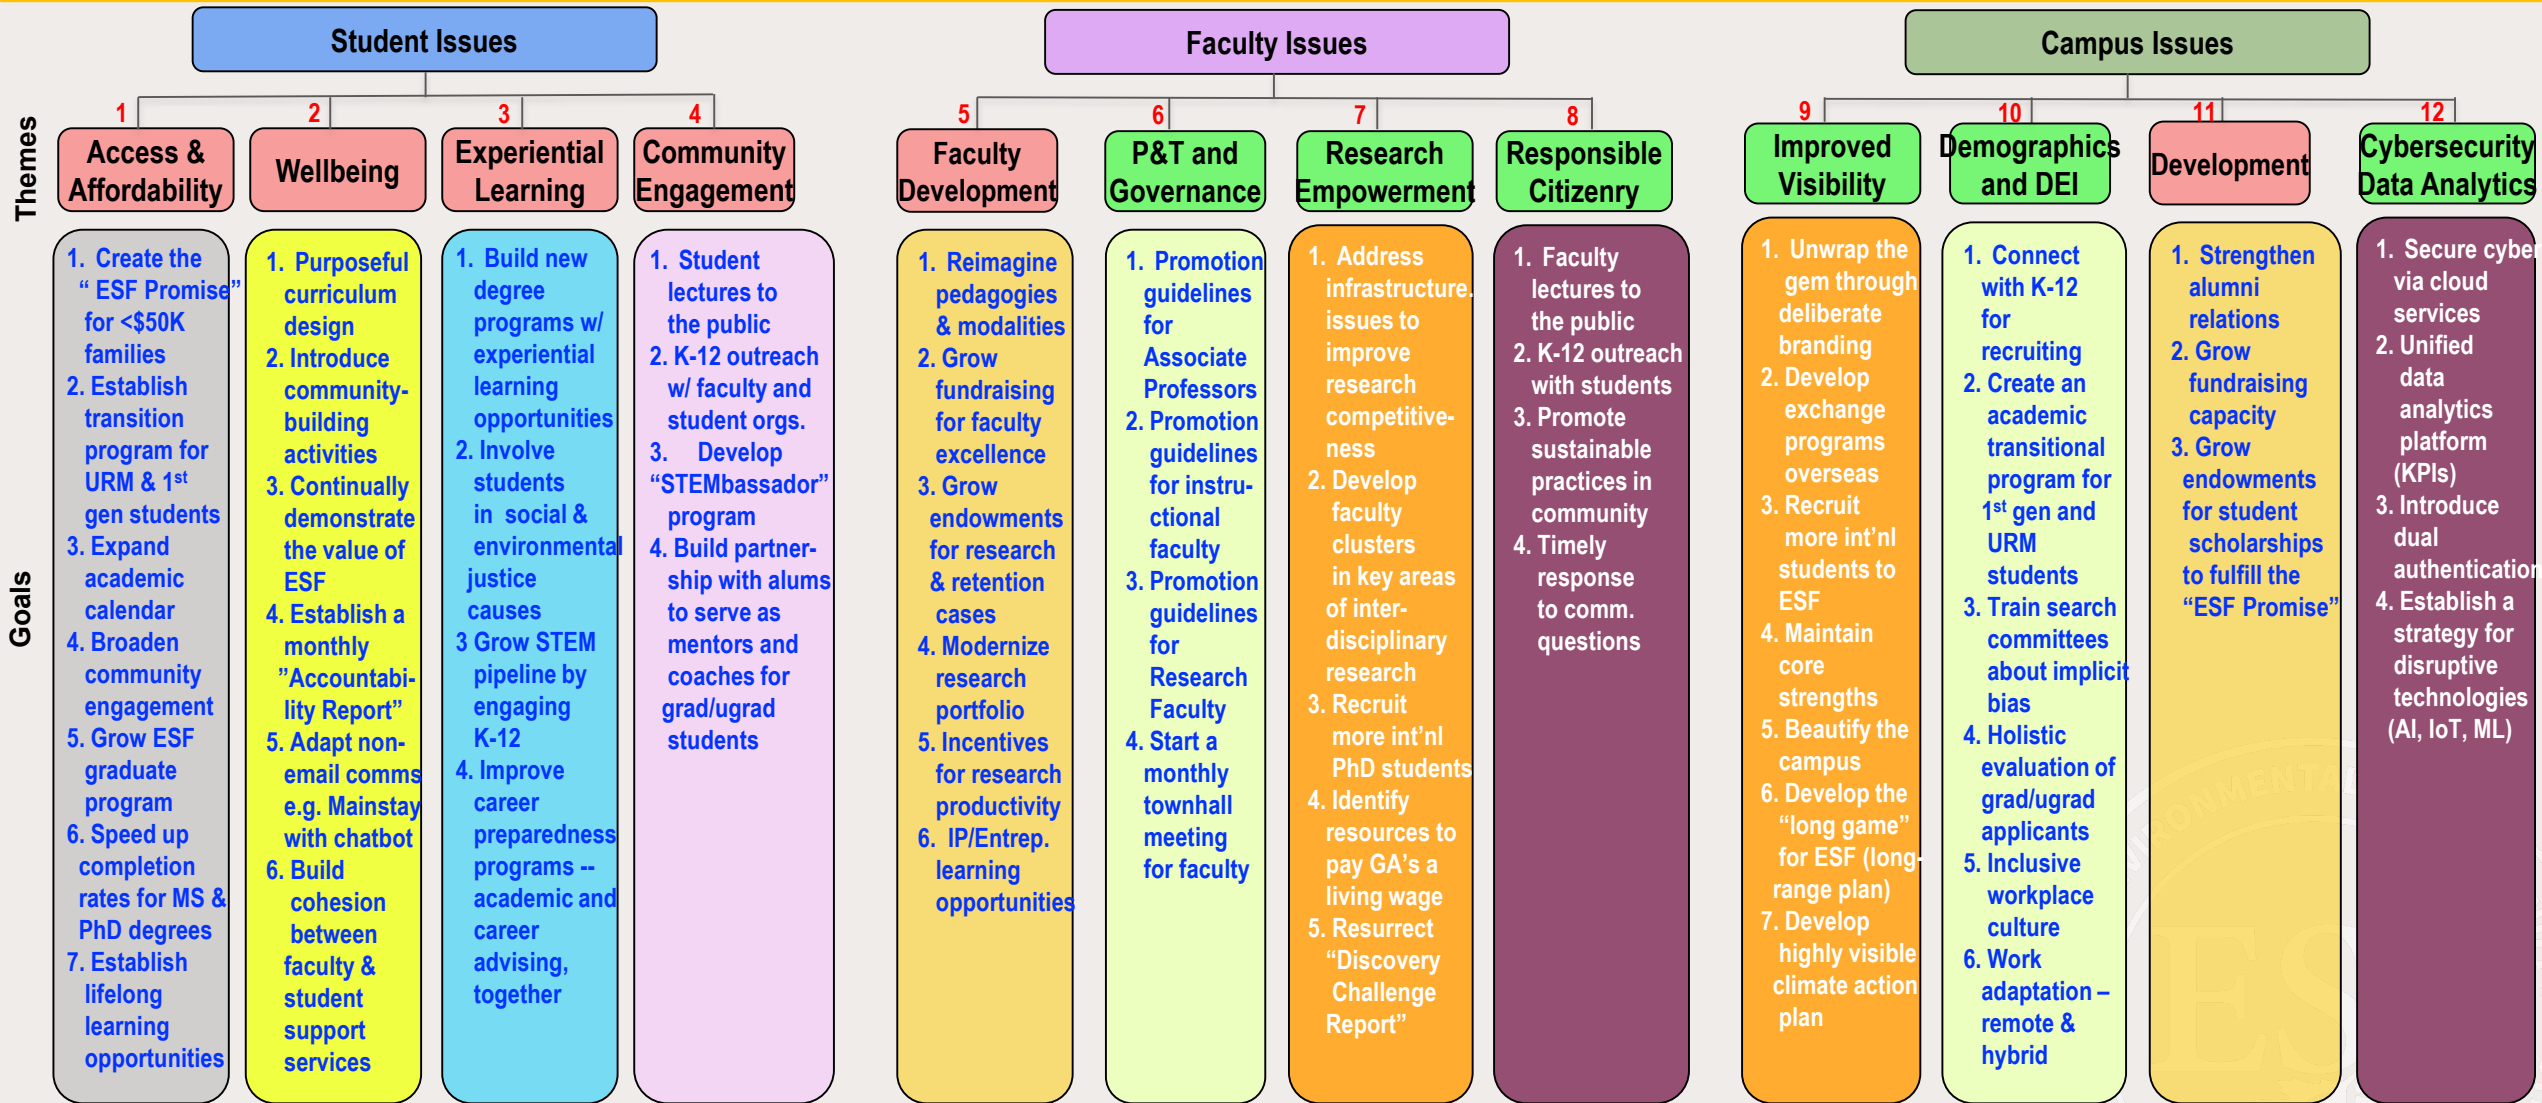 Student Issues
Faculty Issues
Campus Issues
Themes
Goals
1
Access &
Affordability
1. Create the
“ ESF Promise”
for <$50K
families
2. Establish
transition
program for
URM & 1st
gen students
3. Expand
academic
calendar
4. Broaden
community
engagement
5. Grow ESF
graduate
program
6. Speed up
completion
rates for MS &
PhD degrees
7. Establish
lifelong
learning
opportunities
2
Wellbeing
1. Purposeful
curriculum
design
2. Introduce
community-
building
activities
3. Continually
demonstrate
the value of
ESF
4. Establish a
monthly
”Accountabi-
lity Report”
5. Adapt non-
email comms
e.g. Mainstay
with chatbot
6. Build
cohesion
between
faculty &
student
support
services
3
Experiential
Learning
1. Build new
degree
programs w/
experiential
learning
opportunities
2. Involve
students
in social &
environmental
justice
causes
3 Grow STEM
pipeline by
engaging
K-12
4. Improve
career
preparedness
programs --
academic and
career
advising,
together
4
Community
Engagement
1. Student
lectures to
the public
2. K-12 outreach
w/ faculty and
student orgs.
3. Develop
“STEMbassador”
program
4. Build partner-
ship with alums
to serve as
mentors and
coaches for
grad/ugrad
students
5
Faculty
Development
1. Reimagine
pedagogies
& modalities
2. Grow
fundraising
for faculty
excellence
3. Grow
endowments
for research
& retention
cases
4. Modernize
research
portfolio
5. Incentives
for research
productivity
6. IP/Entrep.
learning
opportunities
6
P&T and
Governance
1. Promotion
guidelines
for
Associate
Professors
2. Promotion
guidelines
for instru-
ctional
faculty
3. Promotion
guidelines
for
Research
Faculty
4. Start a
monthly
townhall
meeting
for faculty
7
Research
Empowerment
1. Address
infrastructure.
issues to
improve
research
competitive-
ness
2. Develop
faculty
clusters
in key areas
of inter-
disciplinary
research
3. Recruit
more int’nl
PhD students
4. Identify
resources to
pay GA’s a
living wage
5. Resurrect
“Discovery
Challenge
Report”
8
Responsible
Citizenry
1. Faculty
lectures to
the public
2. K-12 outreach
with students
3. Promote
sustainable
practices in
community
4. Timely
response
to comm.
questions
9
Improved
Visibility
1. Unwrap the
gem through
deliberate
branding
2. Develop
exchange
programs
overseas
3. Recruit
more int’nl
students to
ESF
4. Maintain
core
strengths
5. Beautify the
campus
6. Develop the
“long game”
for ESF (long-
range plan)
7. Develop
highly visible
climate action
plan
10
Demographics
and DEI
1. Connect
with K-12
for
recruiting
2. Create an
academic
transitional
program for
1st gen and
URM
students
3. Train search
committees
about implicit
bias
4. Holistic
evaluation of
grad/ugrad
applicants
5. Inclusive
workplace
culture
6. Work
adaptation –
remote &
hybrid
11
Development
1. Strengthen
alumni
relations
2. Grow
fundraising
capacity
3. Grow
endowments
for student
scholarships
to fulfill the
“ESF Promise”
12
Cybersecurity
Data Analytics
1. Secure cyber
via cloud
services
2. Unified
data
analytics
platform
(KPIs)
3. Introduce
dual
authentication
4. Establish a
strategy for
disruptive
technologies
(AI, IoT, ML)